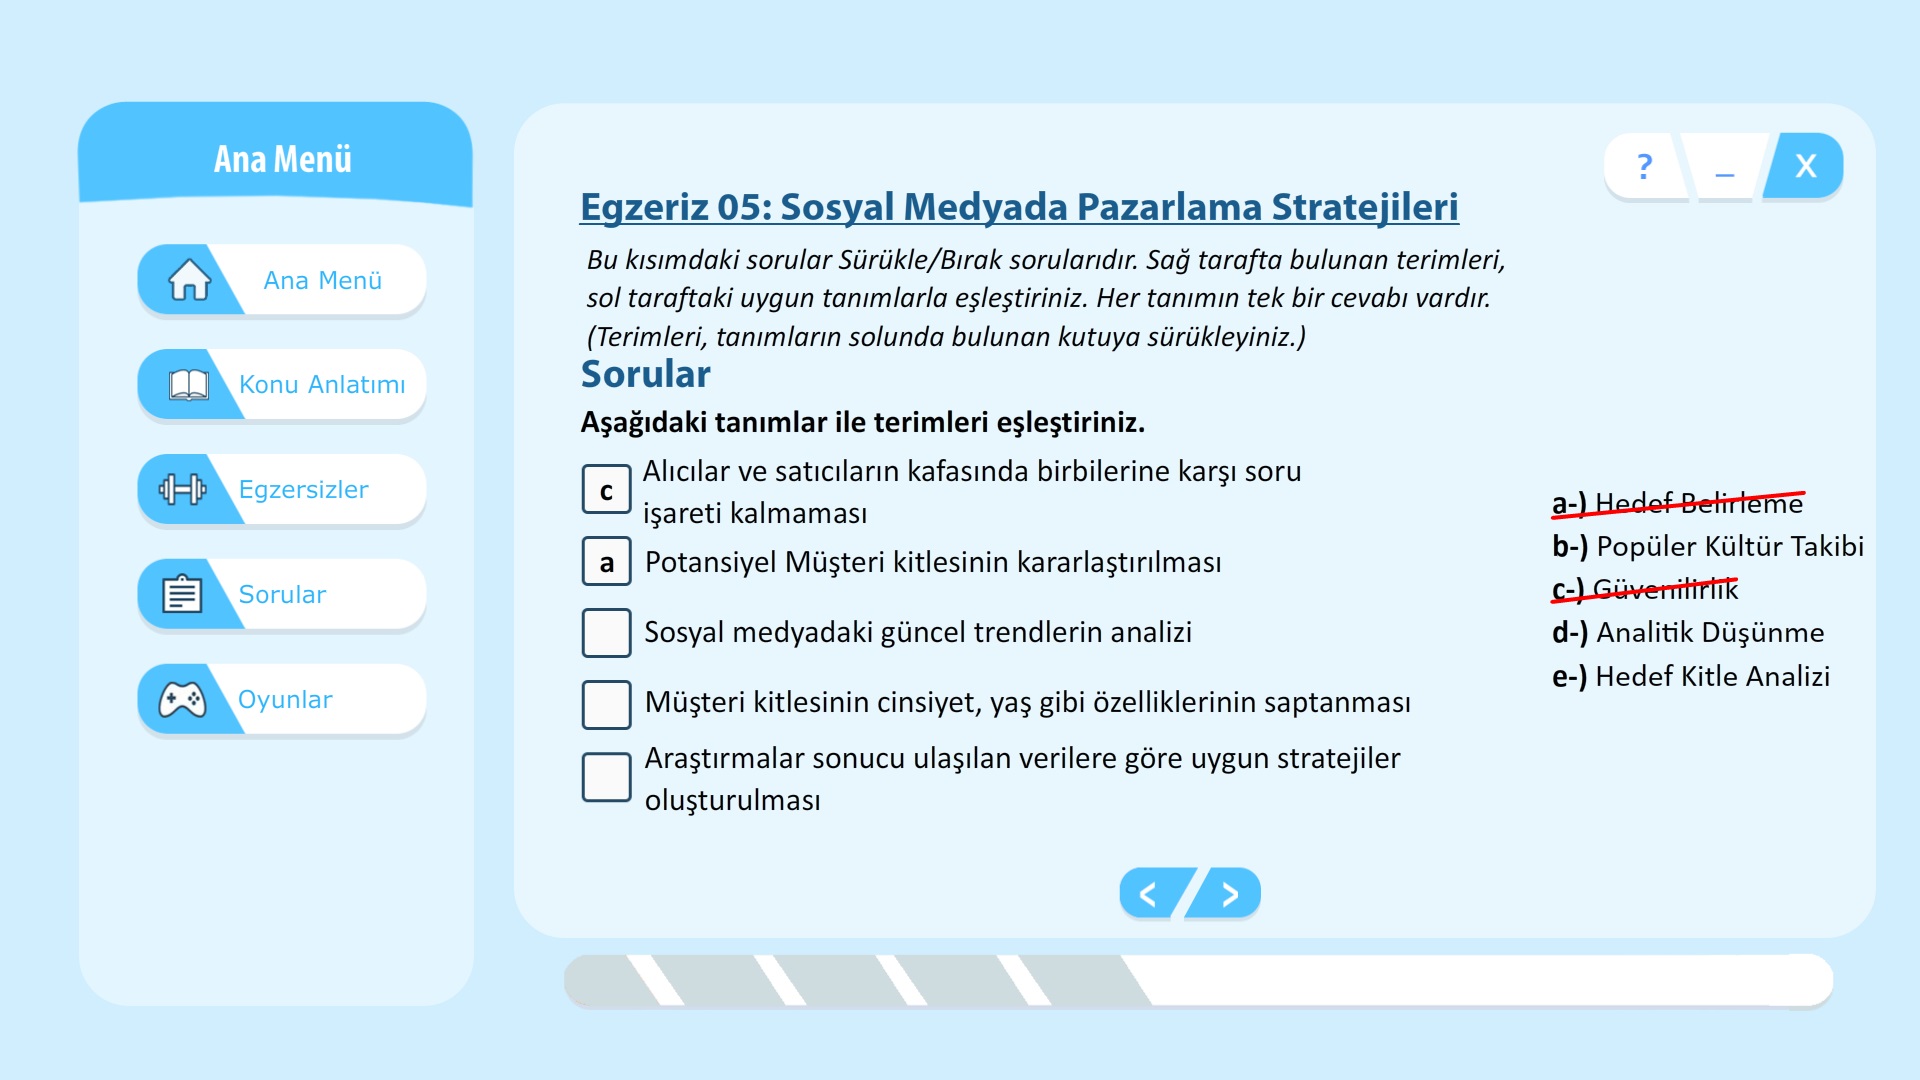 Ana Menü
Ana Menü
Konu Anlatımı
Egzersizler
Sorular
Oyunlar
? _ X
Egzeriz 05: Sosyal Medyada Pazarlama Stratejileri
Bu kısımdaki sorular Sürükle/Bırak sorularıdır. Sağ tarafta bulunan terimleri,
sol taraftaki uygun tanımlarla eşleştiriniz. Her tanımın tek bir cevabı vardır.
(Terimleri, tanımların solunda bulunan kutuya sürükleyiniz.)
Sorular
Aşağıdaki tanımlar ile terimleri eşleştiriniz.
c Alıcılar ve satıcıların kafasında birbilerine karşı soru
işareti kalmaması
a Potansiyel Müşteri kitlesinin kararlaştırılması
Sosyal medyadaki güncel trendlerin analizi
Müşteri kitlesinin cinsiyet, yaş gibi özelliklerinin saptanması
Araştırmalar sonucu ulaşılan verilere göre uygun stratejiler
oluşturulması
a-) Hedef Belirleme
b-) Popüler Kültür Takibi
c-) Güvenilirlik
d-) Analitik Düşünme
e-) Hedef Kitle Analizi
< >